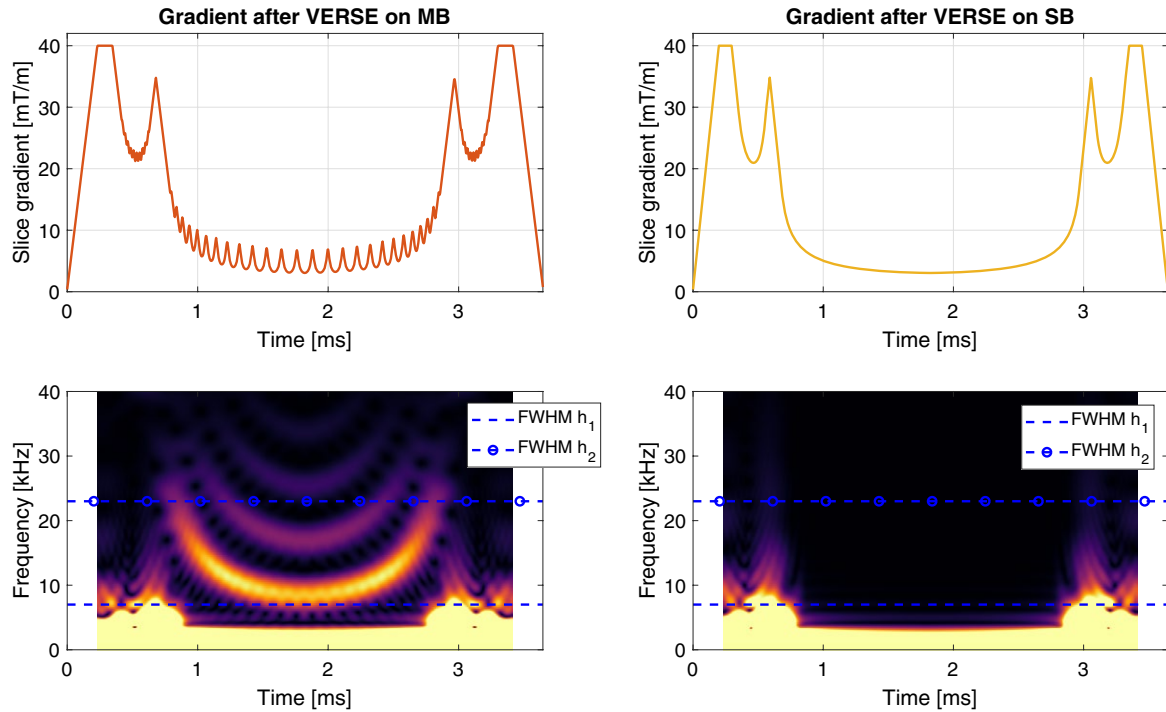 Gradient after VERSE on MB
Slice gradient [mT/m]
40
30
20
10
0
0 1 2 3
Time [ms]
Gradient after VERSE on SB
Slice gradient [mT/m]
40
30
20
10
0
0 1 2 3
Time [ms]
Frequency [kHz]
40
30
20
10
0
FWHM h1
FWHM h2
0 1 2 3
Time [ms]
Frequency [kHz]
40
30
20
10
0
FWHM h1
FWHM h2
0 1 2 3
Time [ms]